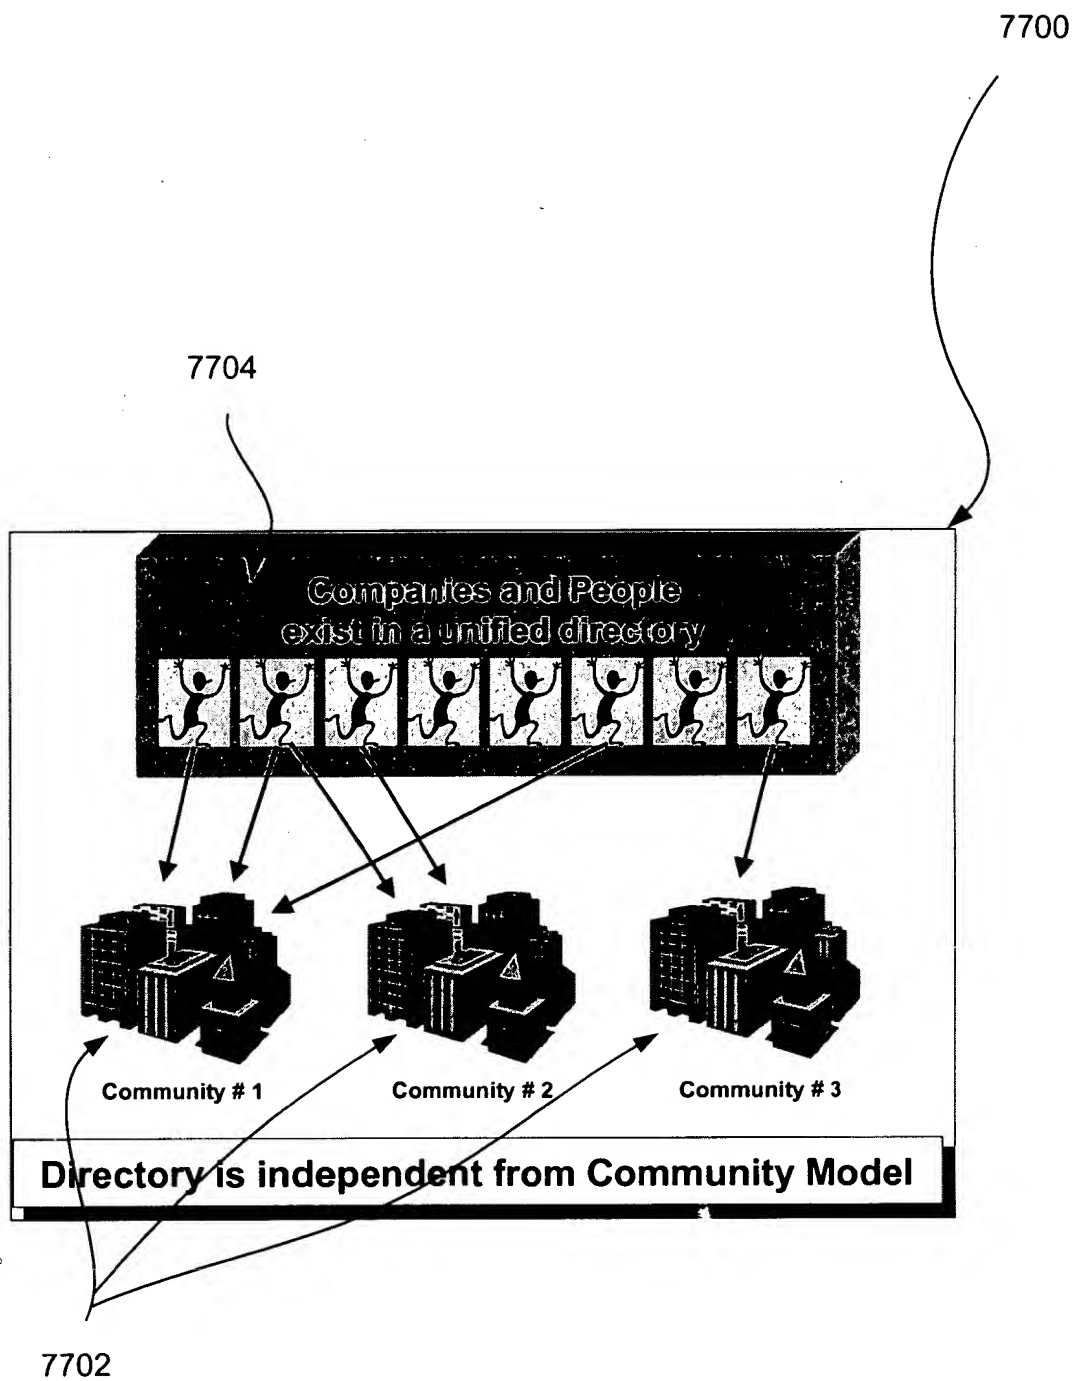 7700
7704
Companies and People
exist in a unified directory
Community # 1
Community # 2
Community # 3
Directory is independent from Community Model
7702